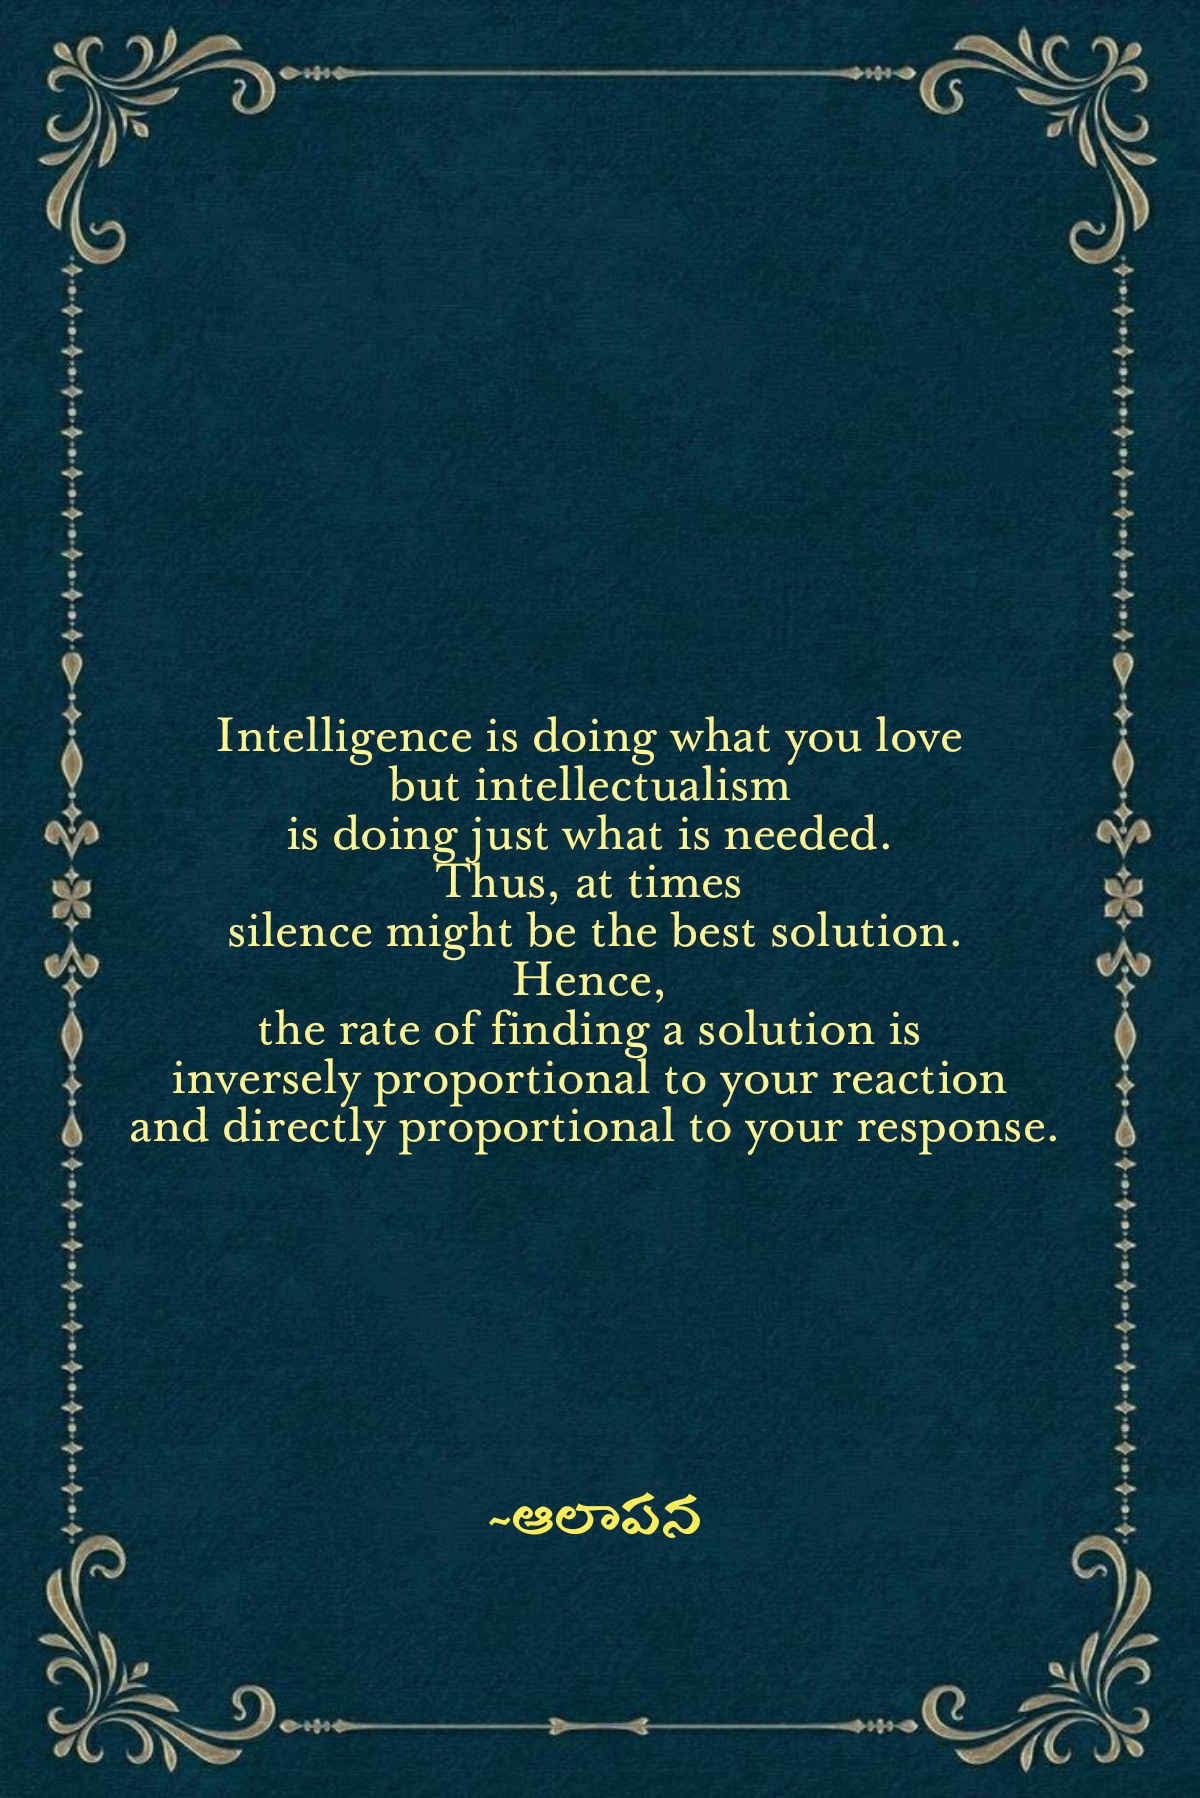 Intelligence is doing what you love
but intellectualism
is doing just what is needed.
Thus, at times
silence might be the best solution.
Hence,
the rate of finding a solution is
inversely proportional to your reaction
and directly proportional to your response.
~ఆలాపన